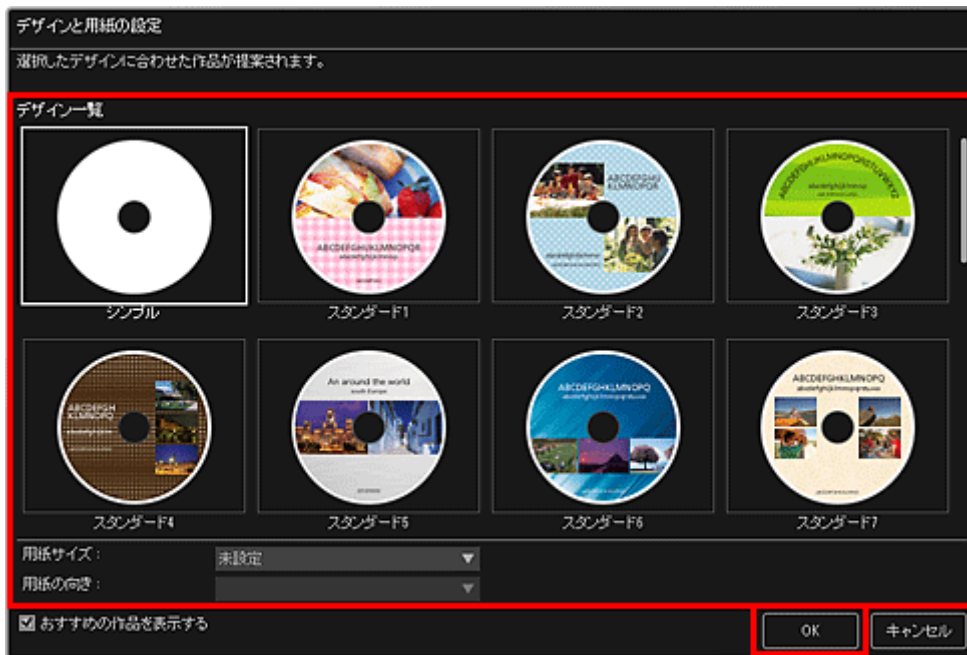 デザインと用紙の設定
選択したデザインに合わせた作品が提案されます。
デザイン一覧
シンプル
ABCDEFGHIJKLMNOPQR
スタンダード1
ABCDEFGHIJ
KLMNOPQR
スタンダード2
ABCDEFGHIJKLMNOPQRSTUVWXYZ
スタンダード3
ABCDEFGH
KLMNOPQ
スタンダード4
An around the world
south Europe
スタンダード5
ABCDEFGHKLMNOPQ
スタンダード6
ABCDEFGHKLMNOPQ
スタンダード7
用紙サイズ：
未設定
用紙の向き：
おすすめの作品を表示する
OK
キャンセル